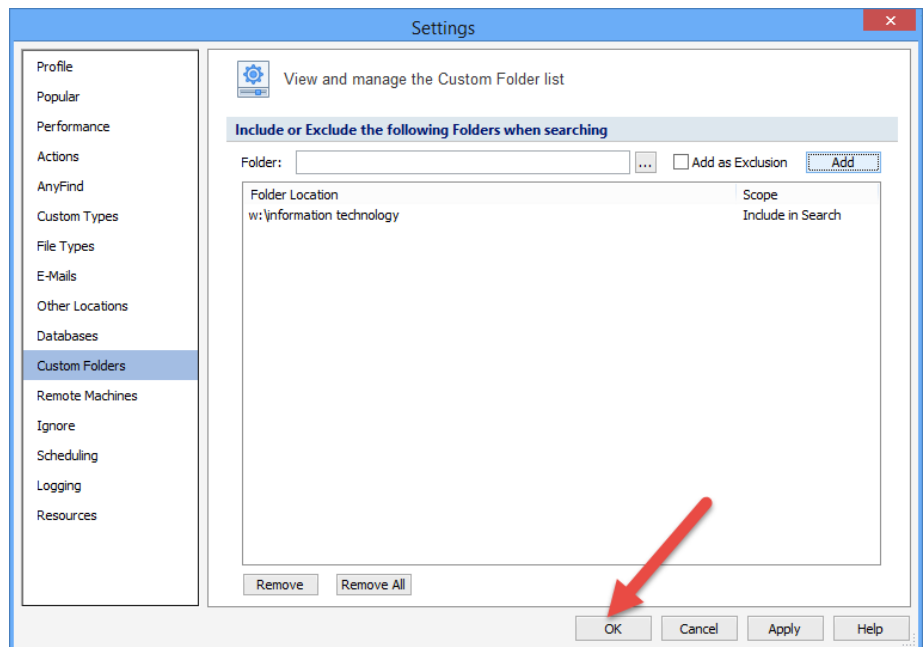 Settings
Profile
Popular
Performance
Actions
AnyFind
Custom Types
File Types
E-Mails
Other Locations
Databases
Custom Folders
Remote Machines
Ignore
Scheduling
Logging
Resources
View and manage the Custom Folder list
Include or Exclude the following Folders when searching
Folder: ... Add as Exclusion Add
Folder Location Scope
w:\information technology Include in Search
Remove Remove All
OK Cancel Apply Help